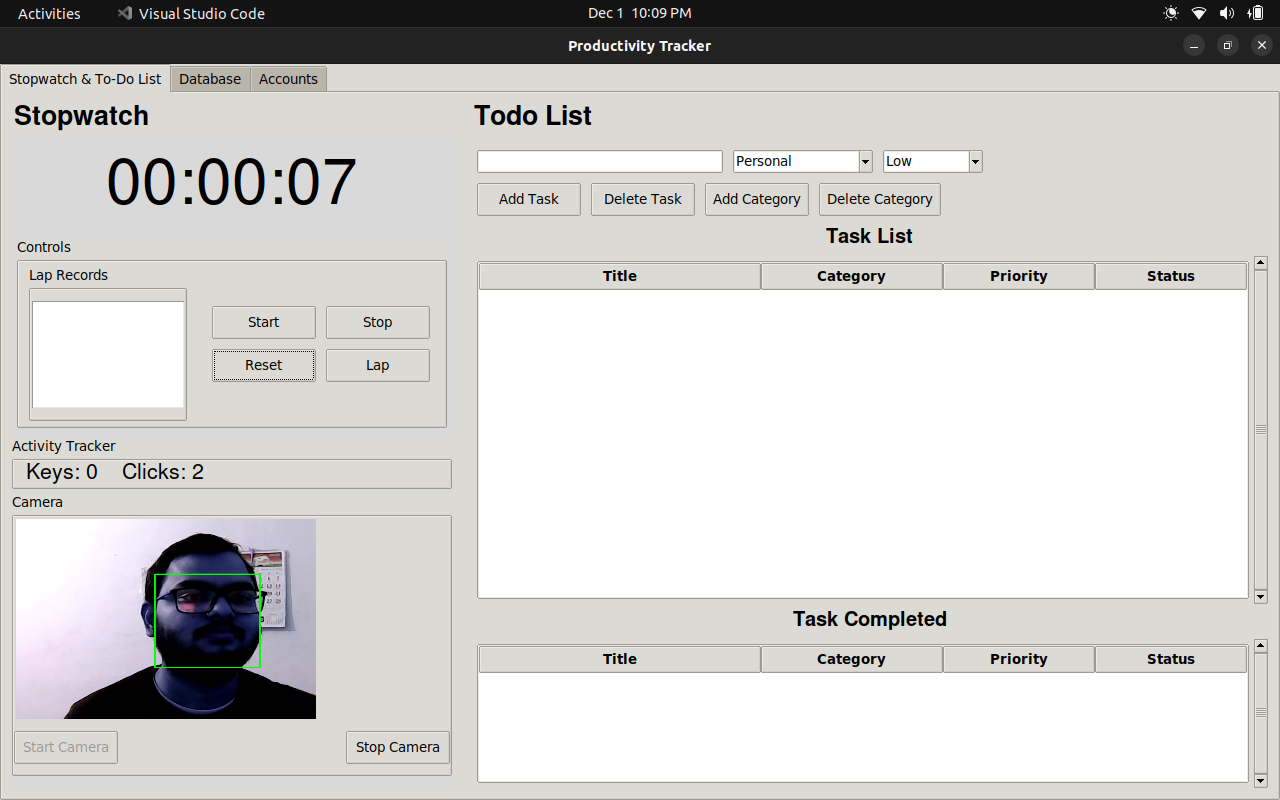 Activities Visual Studio Code Dec 1 10:09 PM
Productivity Tracker
Stopwatch & To-Do List Database Accounts
Stopwatch
00:00:07
Controls
Lap Records
Start Stop
Reset Lap
Activity Tracker
Keys: 0 Clicks: 2
Camera
Start Camera Stop Camera
Todo List
Personal Low
Add Task Delete Task Add Category Delete Category
Task List
Title Category Priority Status
Task Completed
Title Category Priority Status